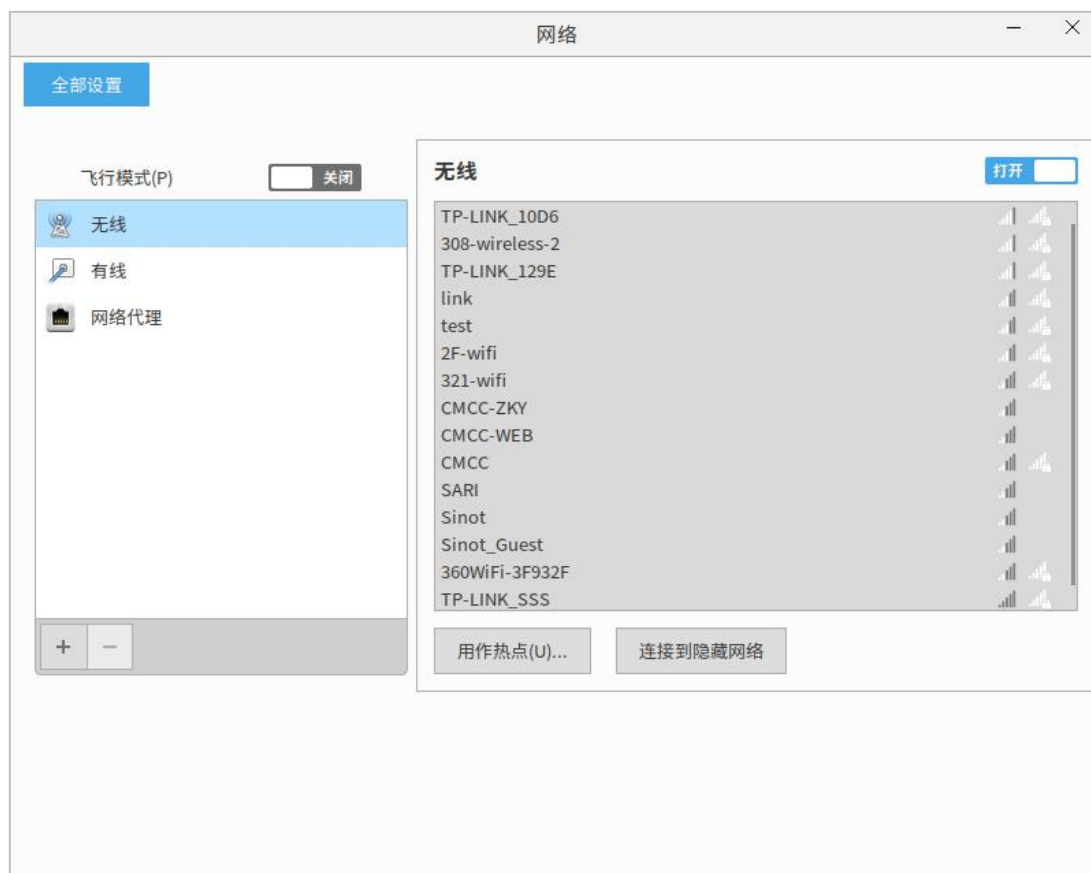 网络
全部设置
飞行模式(P) 关闭
无线
有线
网络代理
无线 打开
TP-LINK_10D6
308-wireless-2
TP-LINK_129E
link
test
2F-wifi
321-wifi
CMCC-ZKY
CMCC-WEB
CMCC
SARI
Sinot
Sinot_Guest
360WiFi-3F932F
TP-LINK_SSS
用作热点(U)... 连接到隐藏网络